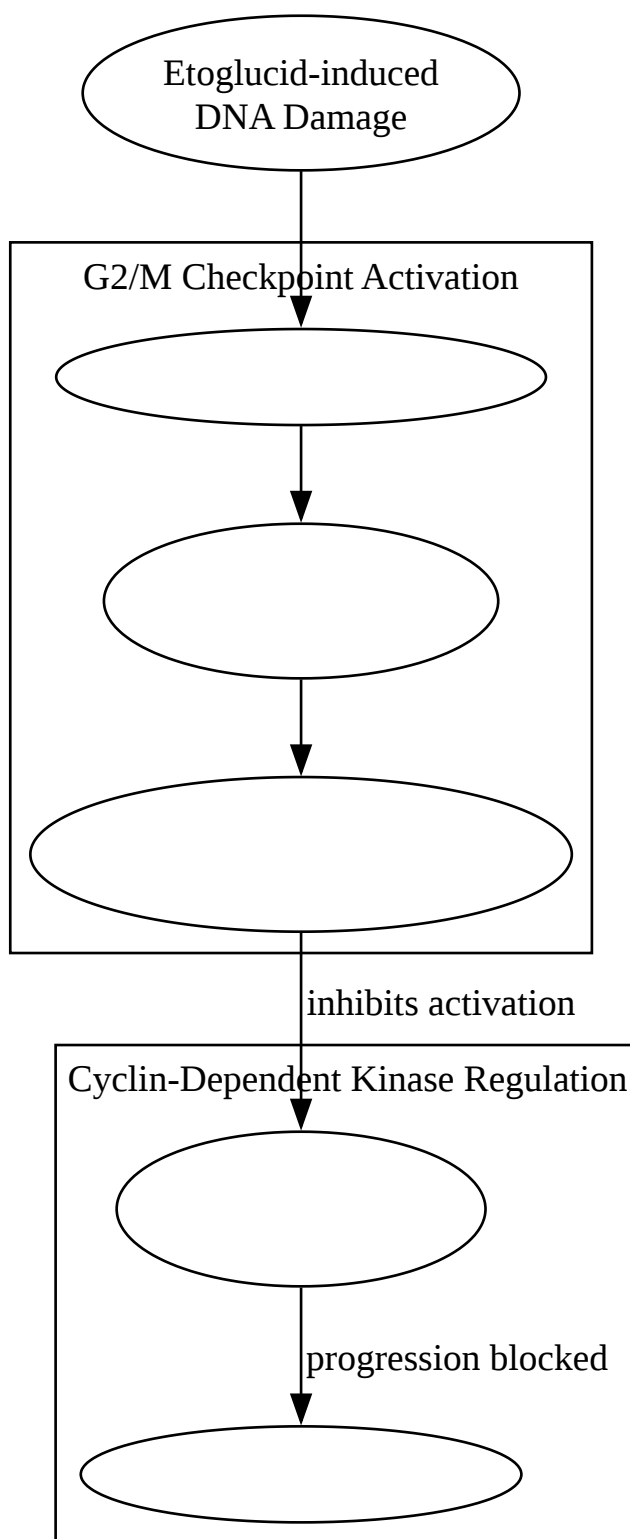 Etoglucid-induced
DNA Damage
G2/M Checkpoint Activation
inhibits activation
Cyclin-Dependent Kinase Regulation
progression blocked